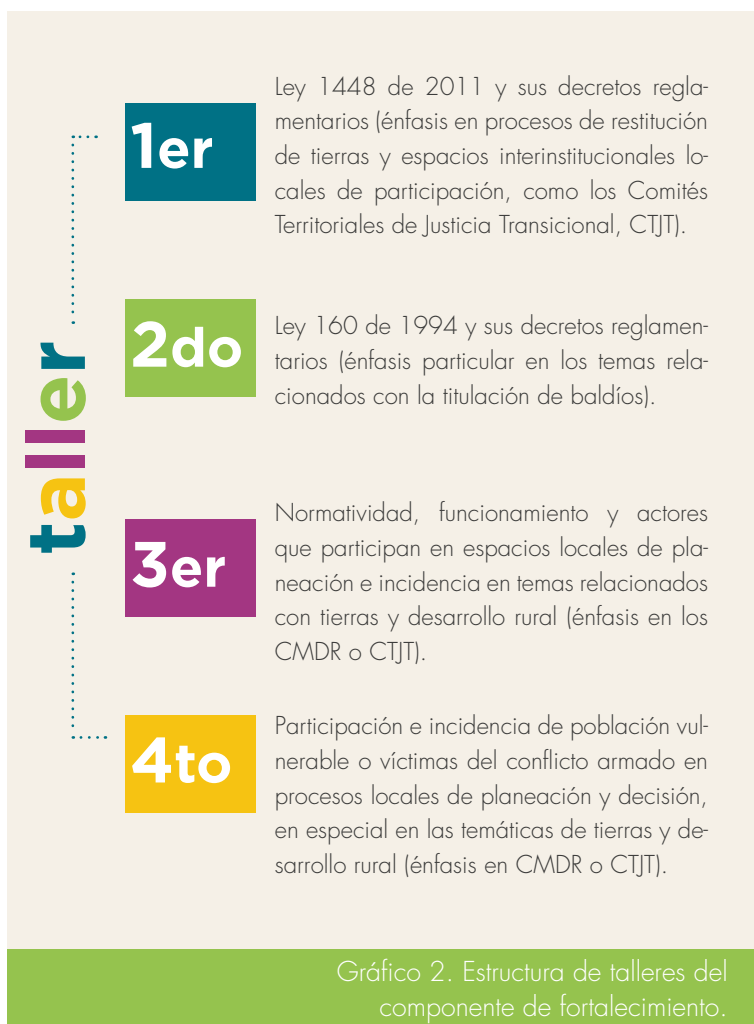 taller
1er
Ley 1448 de 2011 y sus decretos regla-
mentarios (énfasis en procesos de restitución
de tierras y espacios interinstitucionales lo-
cales de participación, como los Comités
Territoriales de Justicia Transicional, CTJT).
2do
Ley 160 de 1994 y sus decretos reglamen-
tarios (énfasis particular en los temas rela-
cionados con la titulación de baldíos).
3er
Normatividad, funcionamiento y actores
que participan en espacios locales de pla-
neación e incidencia en temas relacionados
con tierras y desarrollo rural (énfasis en los
CMDR o CTJT).
4to
Participación e incidencia de población vul-
nerable o víctimas del conflicto armado en
procesos locales de planeación y decisión,
en especial en las temáticas de tierras y de-
sarrollo rural (énfasis en CMDR o CTJT).
Gráfico 2. Estructura de talleres del
componente de fortalecimiento.